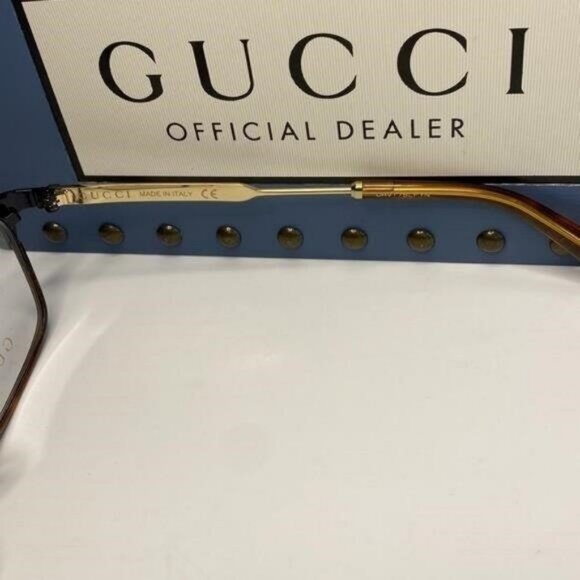 GUCCI
OFFICIAL DEALER
GUCCI MADE IN ITALY CE